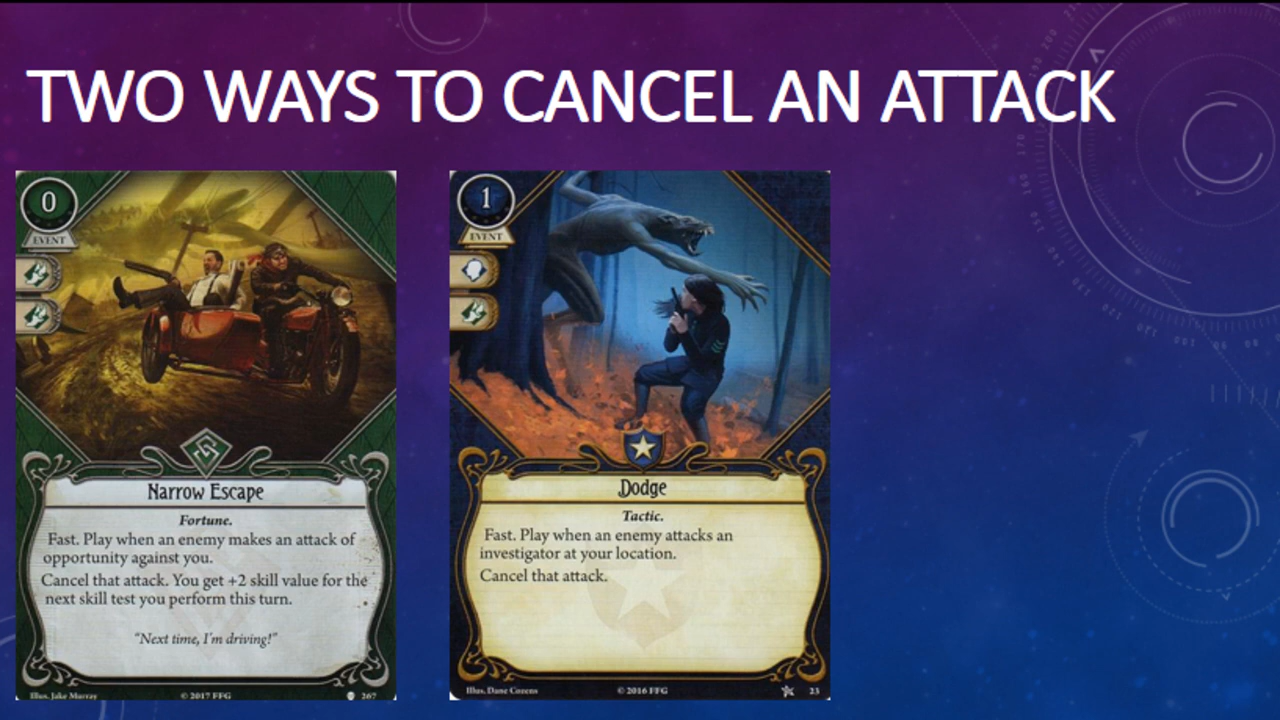 TWO WAYS TO CANCEL AN ATTACK
0
EVENT
Narrow Escape
Fortune.
Fast. Play when an enemy makes an attack of
opportunity against you.
Cancel that attack. You get +2 skill value for the
next skill test you perform this turn.
"Next time, I'm driving!"
Illus. Jake Murray
© 2017 FFG
267
1
EVENT
Dodge
Tactic.
Fast. Play when an enemy attacks an
investigator at your location.
Cancel that attack.
Illus. Dane Cozens
© 2016 FFG
23